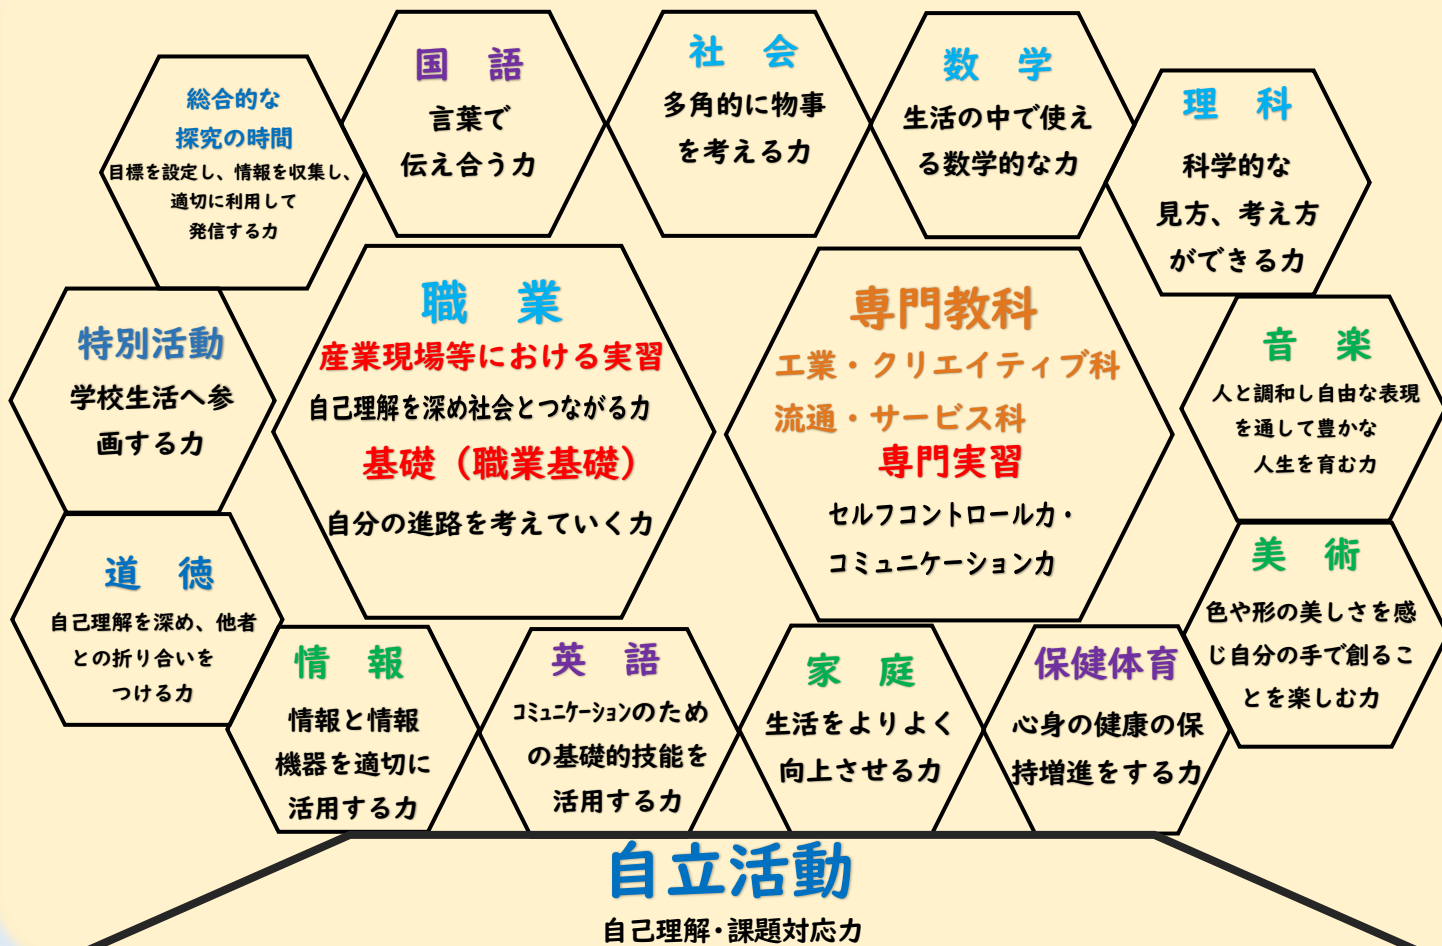 総合的な
探究の時間
目標を設定し、情報を収集し、
適切に利用して
発信する力
国　語
言葉で
伝え合う力
社　会
多角的に物事
を考える力
数　学
生活の中で使え
る数学的な力
理　科
科学的な
見方、考え方
ができる力
特別活動
学校生活へ参
画する力
職　業
産業現場等における実習
自己理解を深め社会とつながる力
基礎（職業基礎）
自分の進路を考えていく力
専門教科
工業・クリエイティブ科
流通・サービス科
専門実習
セルフコントロール力・
コミュニケーション力
音　楽
人と調和し自由な表現
を通して豊かな
人生を育む力
道　徳
自己理解を深め、他者
との折り合いを
つける力
美　術
色や形の美しさを感
じ自分の手で創るこ
とを楽しむ力
情　報
情報と情報
機器を適切に
活用する力
英　語
ｺﾐｭﾆｹｰｼｮﾝのため
の基礎的技能を
活用する力
家　庭
生活をよりよく
向上させる力
保健体育
心身の健康の保
持増進をする力
自立活動
自己理解･課題対応力